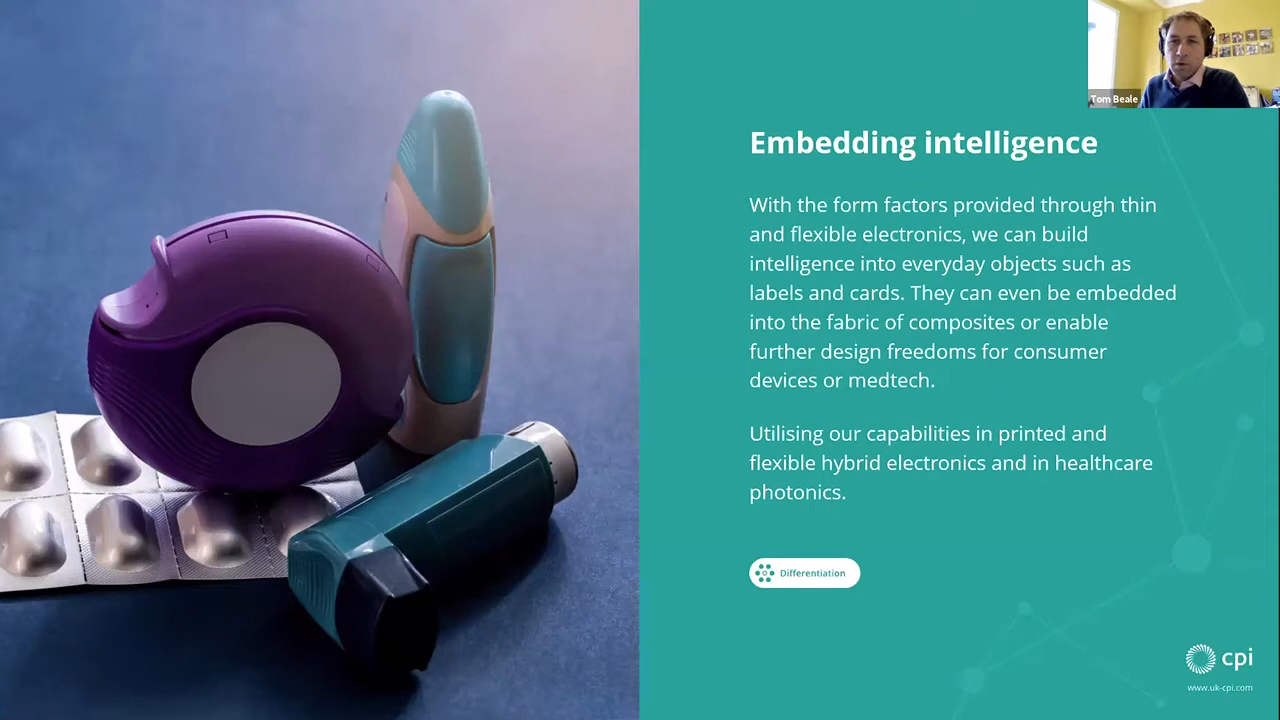 Tom Beale
Embedding intelligence
With the form factors provided through thin
and flexible electronics, we can build
intelligence into everyday objects such as
labels and cards. They can even be embedded
into the fabric of composites or enable
further design freedoms for consumer
devices or medtech.
Utilising our capabilities in printed and
flexible hybrid electronics and in healthcare
photonics.
Differentiation
cpi
www.uk-cpi.com